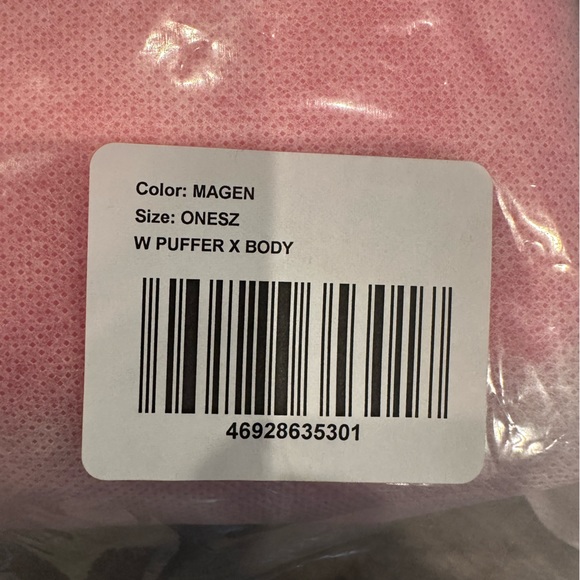 Color: MAGEN
Size: ONESZ
W PUFFER X BODY
46928635301